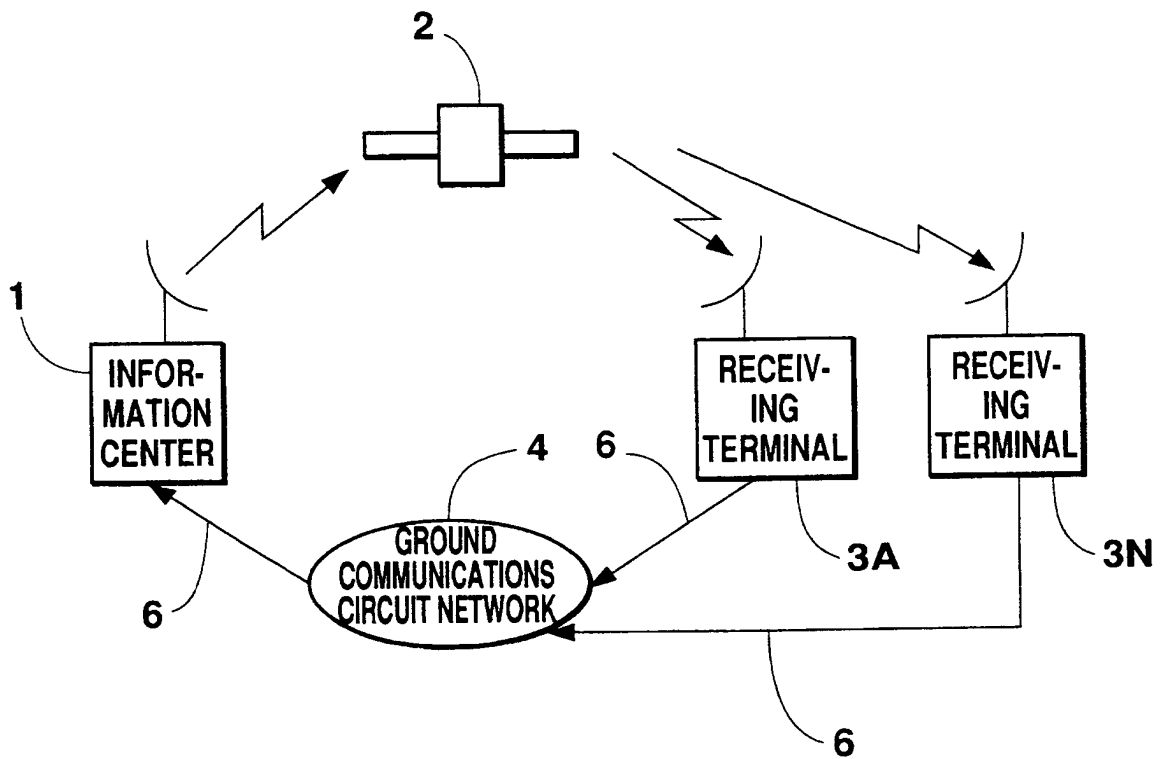 2
1
INFOR-
MATION
CENTER
RECEIV-
ING
TERMINAL
RECEIV-
ING
TERMINAL
4
6
GROUND
COMMUNICATIONS
CIRCUIT NETWORK
3A
3N
6
6